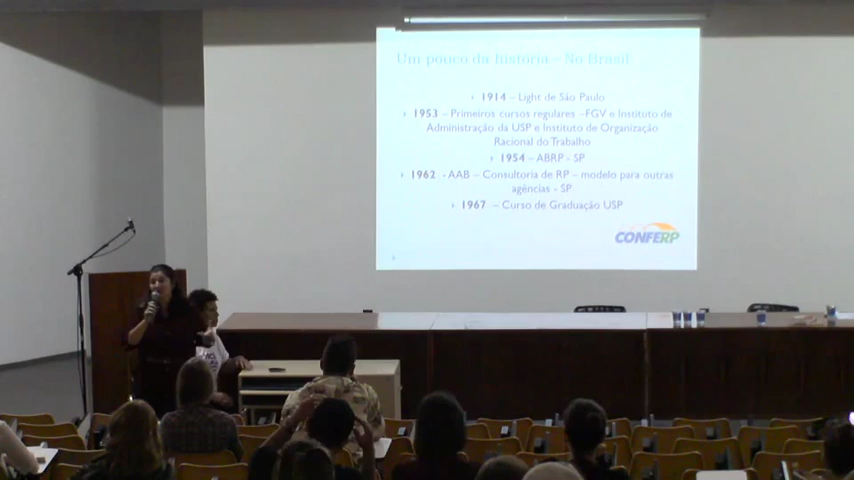 Um pouco da história – No Brasil
1914 – Light de São Paulo
1953 – Primeiros cursos regulares –FGV e Instituto de
Administração da USP e Instituto de Organização
Racional do Trabalho
1954 – ABRP - SP
1962 - AAB – Consultoria de RP – modelo para outras
agências - SP
1967 – Curso de Graduação USP
CONFERP